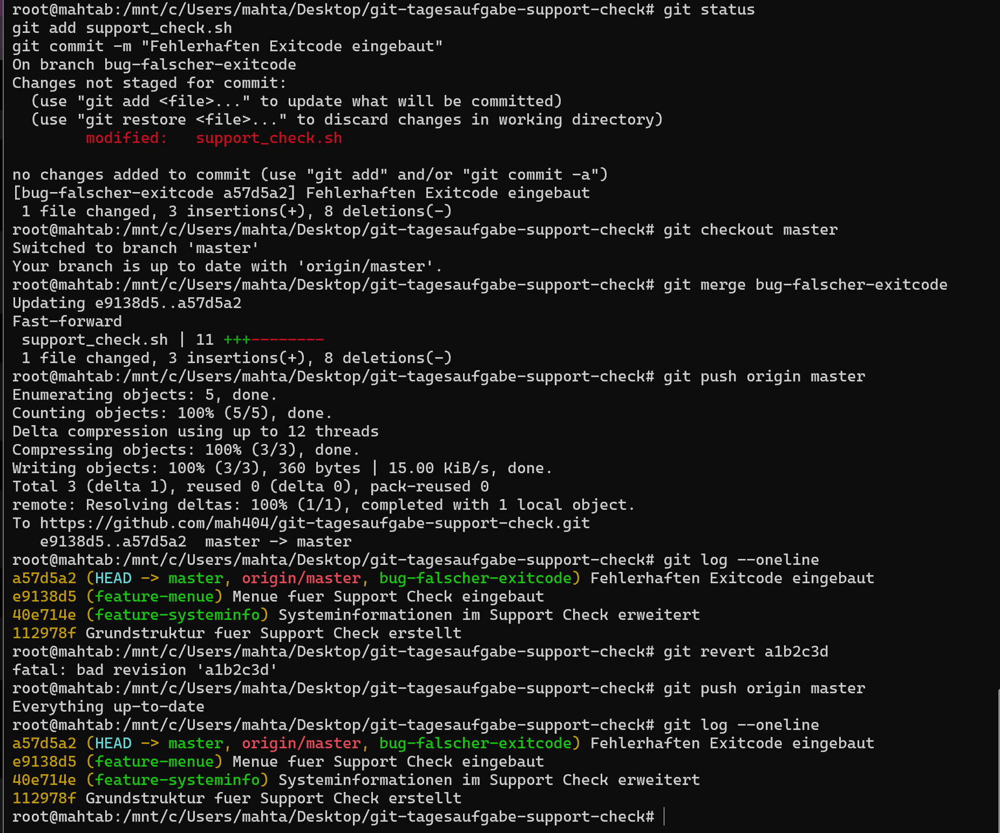 root@mahtab:/mnt/c/Users/mahta/Desktop/git-tagesaufgabe-support-check# git status
git add support_check.sh
git commit -m "Fehlerhaften Exitcode eingebaut"
On branch bug-falscher-exitcode
Changes not staged for commit:
  (use "git add <file>..." to update what will be committed)
  (use "git restore <file>..." to discard changes in working directory)
        modified:   support_check.sh

no changes added to commit (use "git add" and/or "git commit -a")
[bug-falscher-exitcode a57d5a2] Fehlerhaften Exitcode eingebaut
 1 file changed, 3 insertions(+), 8 deletions(-)
root@mahtab:/mnt/c/Users/mahta/Desktop/git-tagesaufgabe-support-check# git checkout master
Switched to branch 'master'
Your branch is up to date with 'origin/master'.
root@mahtab:/mnt/c/Users/mahta/Desktop/git-tagesaufgabe-support-check# git merge bug-falscher-exitcode
Updating e9138d5..a57d5a2
Fast-forward
 support_check.sh | 11 +++--------
 1 file changed, 3 insertions(+), 8 deletions(-)
root@mahtab:/mnt/c/Users/mahta/Desktop/git-tagesaufgabe-support-check# git push origin master
Enumerating objects: 5, done.
Counting objects: 100% (5/5), done.
Delta compression using up to 12 threads
Compressing objects: 100% (3/3), done.
Writing objects: 100% (3/3), 360 bytes | 15.00 KiB/s, done.
Total 3 (delta 1), reused 0 (delta 0), pack-reused 0
remote: Resolving deltas: 100% (1/1), completed with 1 local object.
To https://github.com/mah404/git-tagesaufgabe-support-check.git
   e9138d5..a57d5a2  master -> master
root@mahtab:/mnt/c/Users/mahta/Desktop/git-tagesaufgabe-support-check# git log --oneline
a57d5a2 (HEAD -> master, origin/master, bug-falscher-exitcode) Fehlerhaften Exitcode eingebaut
e9138d5 (feature-menue) Menue fuer Support Check eingebaut
40e714e (feature-systeminfo) Systeminformationen im Support Check erweitert
112978f Grundstruktur fuer Support Check erstellt
root@mahtab:/mnt/c/Users/mahta/Desktop/git-tagesaufgabe-support-check# git revert a1b2c3d
fatal: bad revision 'a1b2c3d'
root@mahtab:/mnt/c/Users/mahta/Desktop/git-tagesaufgabe-support-check# git push origin master
Everything up-to-date
root@mahtab:/mnt/c/Users/mahta/Desktop/git-tagesaufgabe-support-check# git log --oneline
a57d5a2 (HEAD -> master, origin/master, bug-falscher-exitcode) Fehlerhaften Exitcode eingebaut
e9138d5 (feature-menue) Menue fuer Support Check eingebaut
40e714e (feature-systeminfo) Systeminformationen im Support Check erweitert
112978f Grundstruktur fuer Support Check erstellt
root@mahtab:/mnt/c/Users/mahta/Desktop/git-tagesaufgabe-support-check#